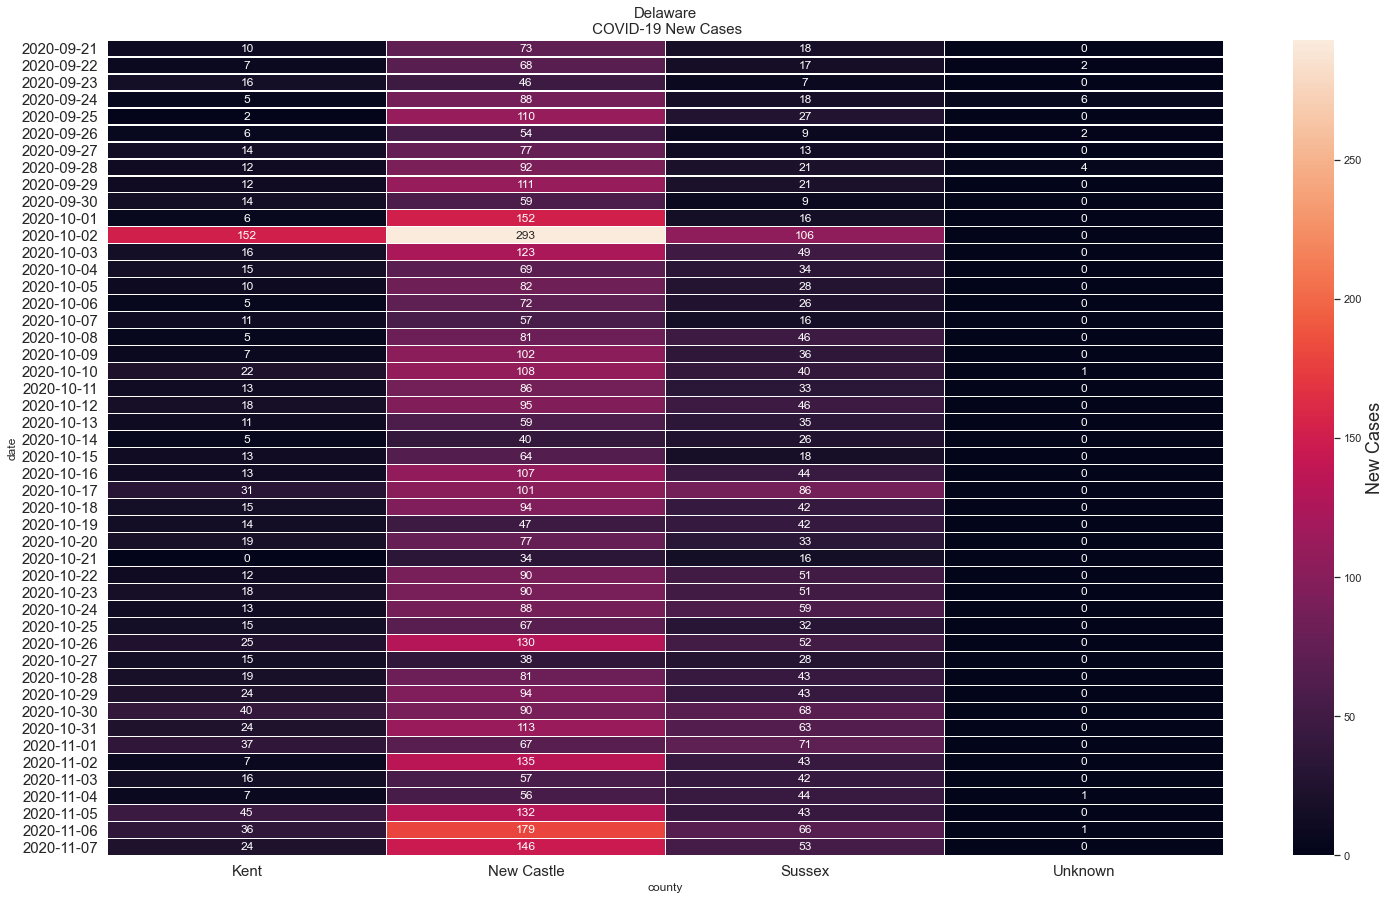 Delaware
COVID-19 New Cases
2020-09-21 10 73 18 0
2020-09-22 7 68 17 2
2020-09-23 16 46 7 0
2020-09-24 5 88 18 6
2020-09-25 2 110 27 0
2020-09-26 6 54 9 2
2020-09-27 14 77 13 0
2020-09-28 12 92 21 4
2020-09-29 12 111 21 0
2020-09-30 14 59 9 0
2020-10-01 6 152 16 0
2020-10-02 152 293 106 0
2020-10-03 16 123 49 0
2020-10-04 15 69 34 0
2020-10-05 10 82 28 0
2020-10-06 5 72 26 0
2020-10-07 11 57 16 0
2020-10-08 5 81 46 0
2020-10-09 7 102 36 0
2020-10-10 22 108 40 1
2020-10-11 13 86 33 0
2020-10-12 18 95 46 0
2020-10-13 11 59 35 0
2020-10-14 5 40 26 0
2020-10-15 13 64 18 0
2020-10-16 13 107 44 0
2020-10-17 31 101 86 0
2020-10-18 15 94 42 0
2020-10-19 14 47 42 0
2020-10-20 19 77 33 0
2020-10-21 0 34 16 0
2020-10-22 12 90 51 0
2020-10-23 18 90 51 0
2020-10-24 13 88 59 0
2020-10-25 15 67 32 0
2020-10-26 25 130 52 0
2020-10-27 15 38 28 0
2020-10-28 19 81 43 0
2020-10-29 24 94 43 0
2020-10-30 40 90 68 0
2020-10-31 24 113 63 0
2020-11-01 37 67 71 0
2020-11-02 7 135 43 0
2020-11-03 16 57 42 0
2020-11-04 7 56 44 1
2020-11-05 45 132 43 0
2020-11-06 36 179 66 1
2020-11-07 24 146 53 0
Kent New Castle Sussex Unknown
county
date
250
200
150
100
50
0
New Cases